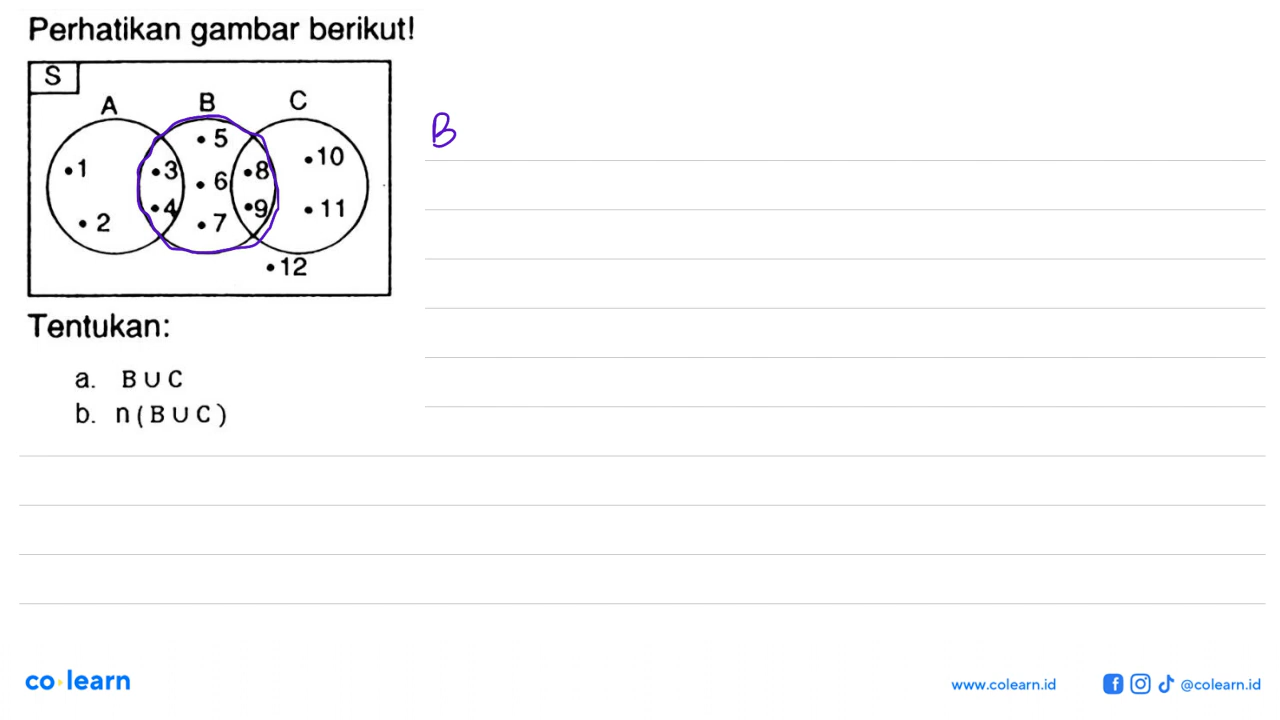 Perhatikan gambar berikut!
S
A B C
•1
•2
•3
•4
•5
•6
•7
•8
•9
•10
•11
•12
B
Tentukan:
a. B ∪ C
b. n(B ∪ C)
co learn
www.colearn.id
@colearn.id